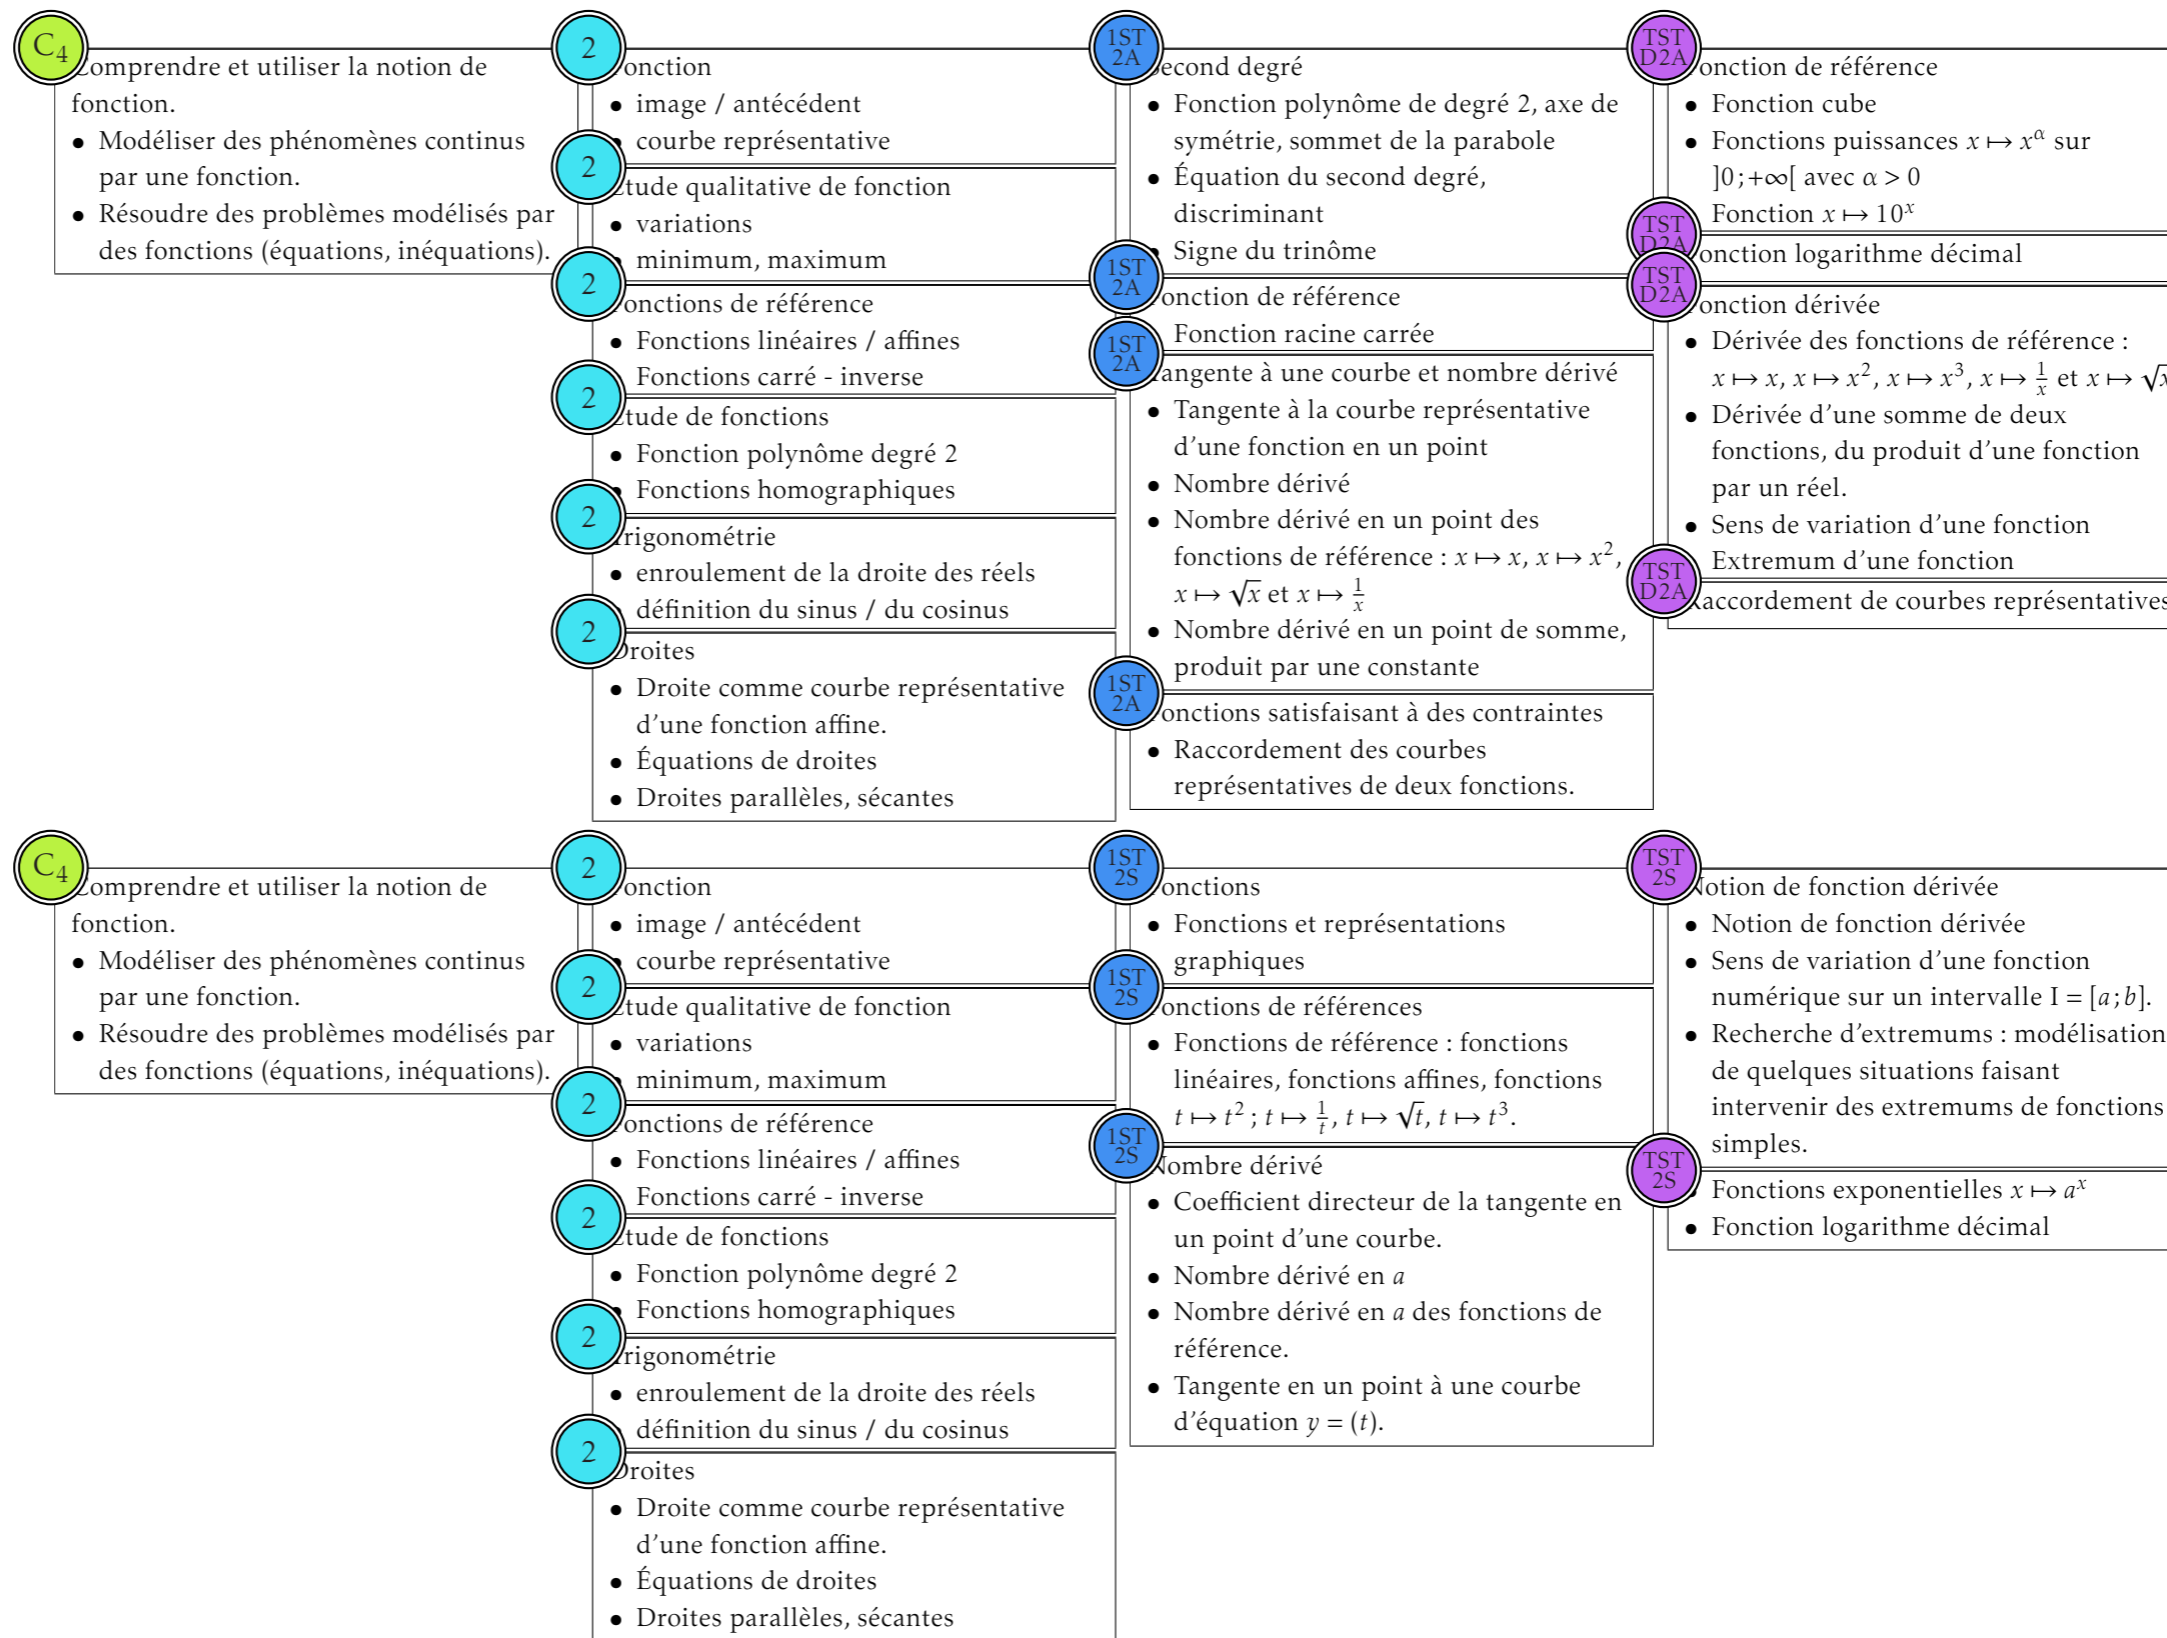 C4
Comprendre et utiliser la notion de
fonction.
• Modéliser des phénomènes continus
par une fonction.
• Résoudre des problèmes modélisés par
des fonctions (équations, inéquations).
2
Fonction
• image / antécédent
• courbe représentative
2
Étude qualitative de fonction
• variations
• minimum, maximum
2
Fonctions de référence
• Fonctions linéaires / affines
Fonctions carré - inverse
2
Étude de fonctions
• Fonction polynôme degré 2
• Fonctions homographiques
2
Trigonométrie
• enroulement de la droite des réels
• définition du sinus / du cosinus
2
Droites
• Droite comme courbe représentative
d'une fonction affine.
• Équations de droites
• Droites parallèles, sécantes
1ST
2A
Second degré
• Fonction polynôme de degré 2, axe de
symétrie, sommet de la parabole
• Équation du second degré,
discriminant
• Signe du trinôme
1ST
2A
Fonction de référence
Fonction racine carrée
1ST
2A
Tangente à une courbe et nombre dérivé
• Tangente à la courbe représentative
d'une fonction en un point
• Nombre dérivé
• Nombre dérivé en un point des
fonctions de référence : x ↦ x, x ↦ x²,
x ↦ √x et x ↦ 1/x
• Nombre dérivé en un point de somme,
produit par une constante
1ST
2A
Fonctions satisfaisant à des contraintes
• Raccordement des courbes
représentatives de deux fonctions.
TST
D2A
Fonction de référence
• Fonction cube
• Fonctions puissances x ↦ x^α sur
]0;+∞[ avec α > 0
Fonction x ↦ 10^x
TST
D2A
Fonction logarithme décimal
TST
D2A
Fonction dérivée
• Dérivée des fonctions de référence :
x ↦ x, x ↦ x², x ↦ x³, x ↦ 1/x et x ↦ √x
• Dérivée d'une somme de deux
fonctions, du produit d'une fonction
par un réel.
• Sens de variation d'une fonction
Extremum d'une fonction
TST
D2A
Raccordement de courbes représentatives
C4
Comprendre et utiliser la notion de
fonction.
• Modéliser des phénomènes continus
par une fonction.
• Résoudre des problèmes modélisés par
des fonctions (équations, inéquations).
2
Fonction
• image / antécédent
• courbe représentative
2
Étude qualitative de fonction
• variations
• minimum, maximum
2
Fonctions de référence
• Fonctions linéaires / affines
Fonctions carré - inverse
2
Étude de fonctions
• Fonction polynôme degré 2
• Fonctions homographiques
2
Trigonométrie
• enroulement de la droite des réels
• définition du sinus / du cosinus
2
Droites
• Droite comme courbe représentative
d'une fonction affine.
• Équations de droites
• Droites parallèles, sécantes
1ST
2S
Fonctions
• Fonctions et représentations
graphiques
1ST
2S
Fonctions de références
• Fonctions de référence : fonctions
linéaires, fonctions affines, fonctions
t ↦ t² ; t ↦ 1/t, t ↦ √t, t ↦ t³.
1ST
2S
Nombre dérivé
• Coefficient directeur de la tangente en
un point d'une courbe.
• Nombre dérivé en a
• Nombre dérivé en a des fonctions de
référence.
• Tangente en un point à une courbe
d'équation y = (t).
TST
2S
Notion de fonction dérivée
• Notion de fonction dérivée
• Sens de variation d'une fonction
numérique sur un intervalle I = [a;b].
• Recherche d'extremums : modélisation
de quelques situations faisant
intervenir des extremums de fonctions
simples.
TST
2S
• Fonctions exponentielles x ↦ a^x
• Fonction logarithme décimal